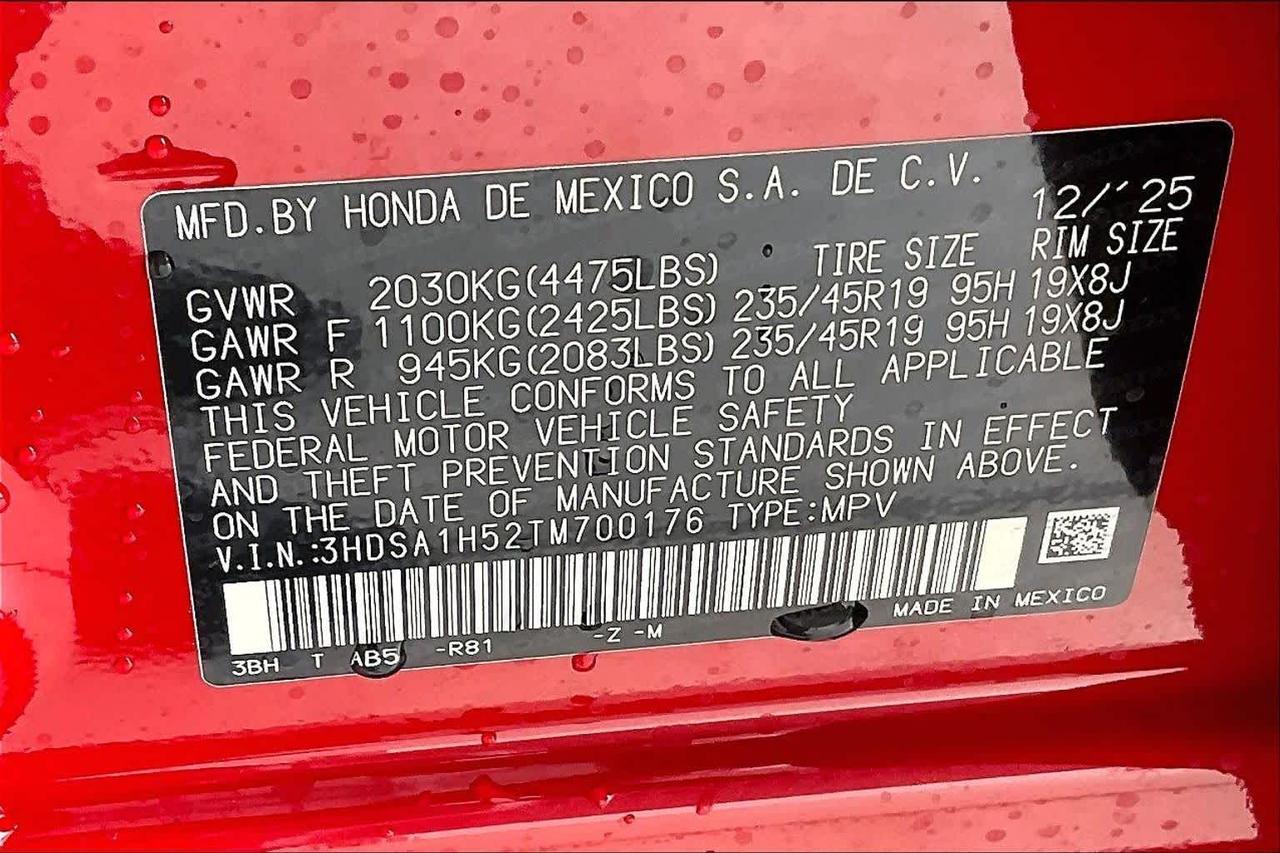 MFD.BY HONDA DE MEXICO S.A. DE C.V.
12/'25
TIRE SIZE RIM SIZE
GVWR 2030KG(4475LBS)
GAWR F 1100KG(2425LBS) 235/45R19 95H 19X8J
GAWR R 945KG(2083LBS) 235/45R19 95H 19X8J
THIS VEHICLE CONFORMS TO ALL APPLICABLE
FEDERAL MOTOR VEHICLE SAFETY
AND THEFT PREVENTION STANDARDS IN EFFECT
ON THE DATE OF MANUFACTURE SHOWN ABOVE.
V.I.N.:3HDSA1H52TM700176 TYPE:MPV
MADE IN MEXICO
3BH T AB5 -R81 -Z -M